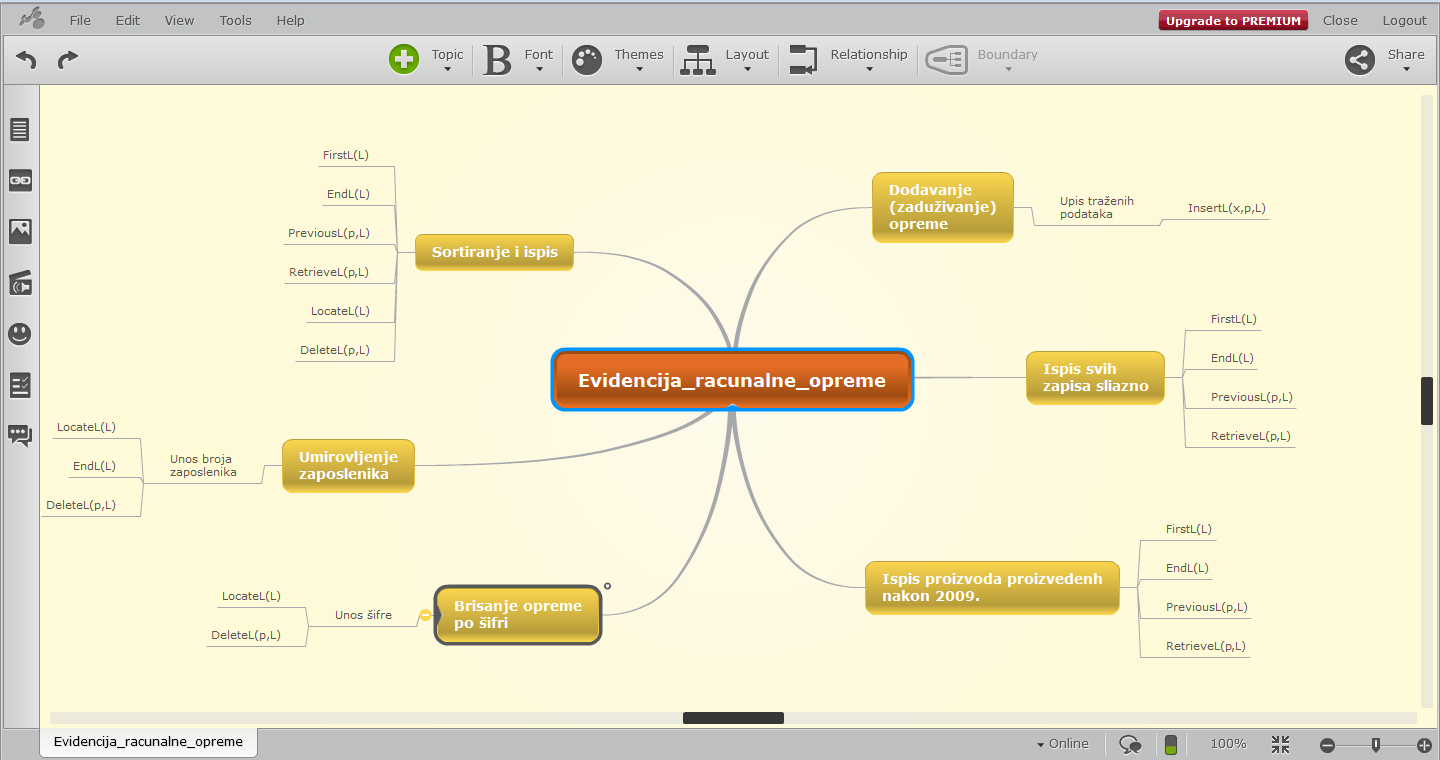 File Edit View Tools Help Upgrade to PREMIUM Close Logout
B Topic Font Themes Layout Relationship Boundary Share
FirstL(L)
EndL(L)
PreviousL(p,L)
RetrieveL(p,L)
LocateL(L)
DeleteL(p,L)
Sortiranje i ispis
Dodavanje
(zaduživanje)
opreme
Upis traženih
podataka
InsertL(x,p,L)
Evidencija_racunalne_opreme
Ispis svih
zapisa sliazno
FirstL(L)
EndL(L)
PreviousL(p,L)
RetrieveL(p,L)
LocateL(L)
EndL(L)
DeleteL(p,L)
Unos broja
zaposlenika
Umirovljenje
zaposlenika
LocateL(L)
DeleteL(p,L)
Unos šifre
Brisanje opreme
po šifri
Ispis proizvoda proizvedenh
nakon 2009.
FirstL(L)
EndL(L)
PreviousL(p,L)
RetrieveL(p,L)
Evidencija_racunalne_opreme
Online 100%